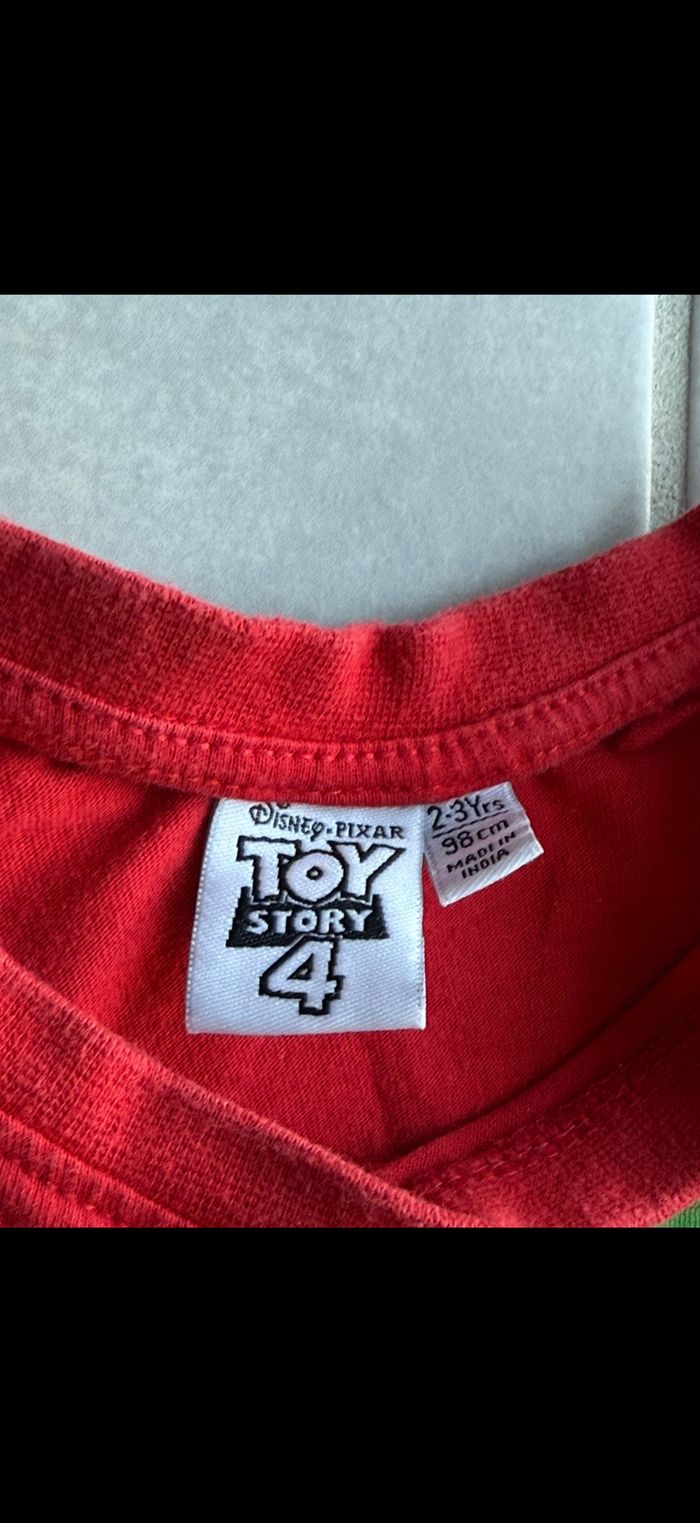 DISNEY·PIXAR
TOY
STORY
4
2-3Yrs
98cm
MADE IN
INDIA